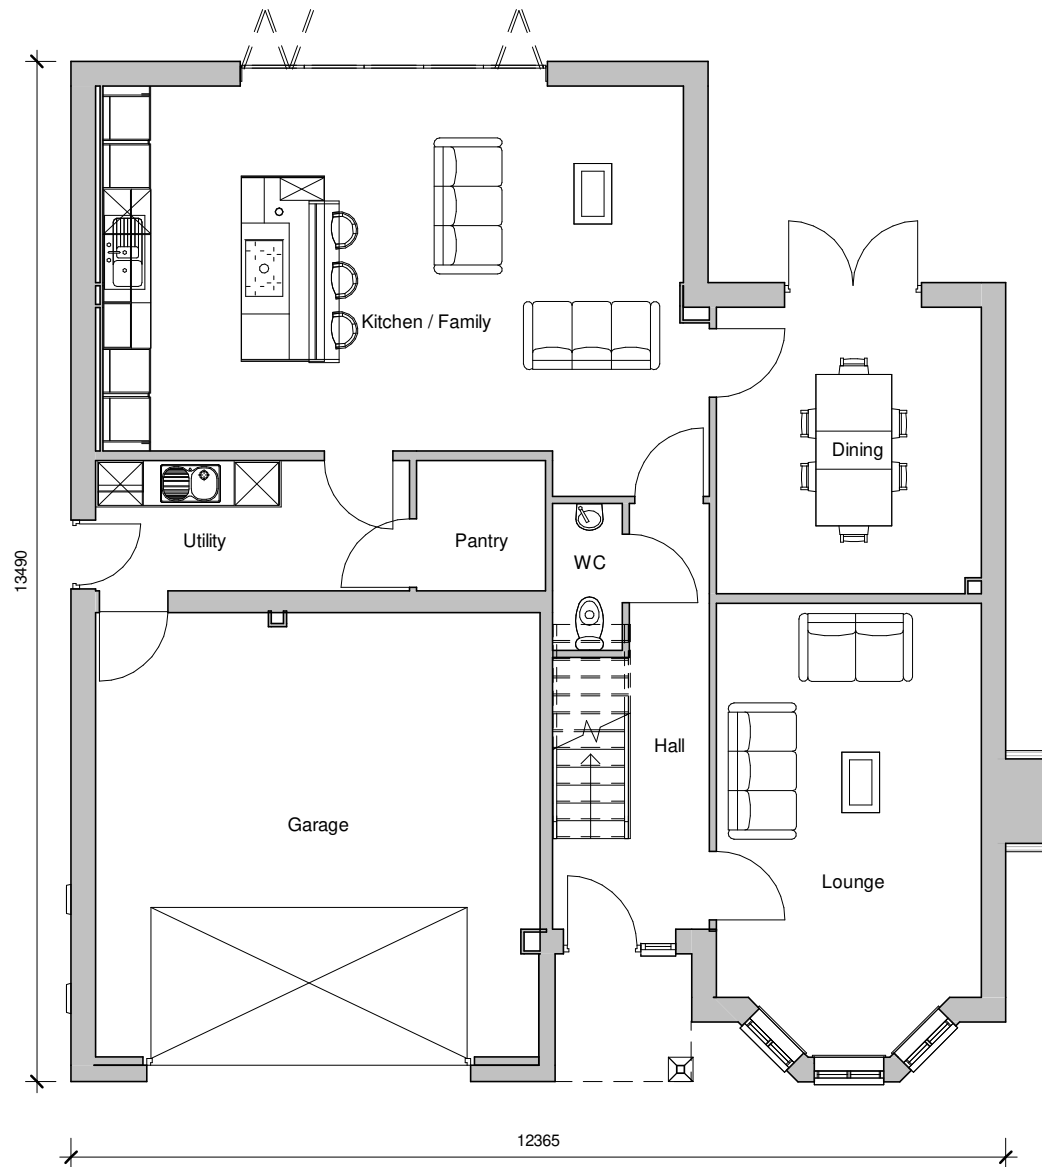 Kitchen / Family
Dining
Utility
Pantry
WC
13490
Hall
Garage
Lounge
12365